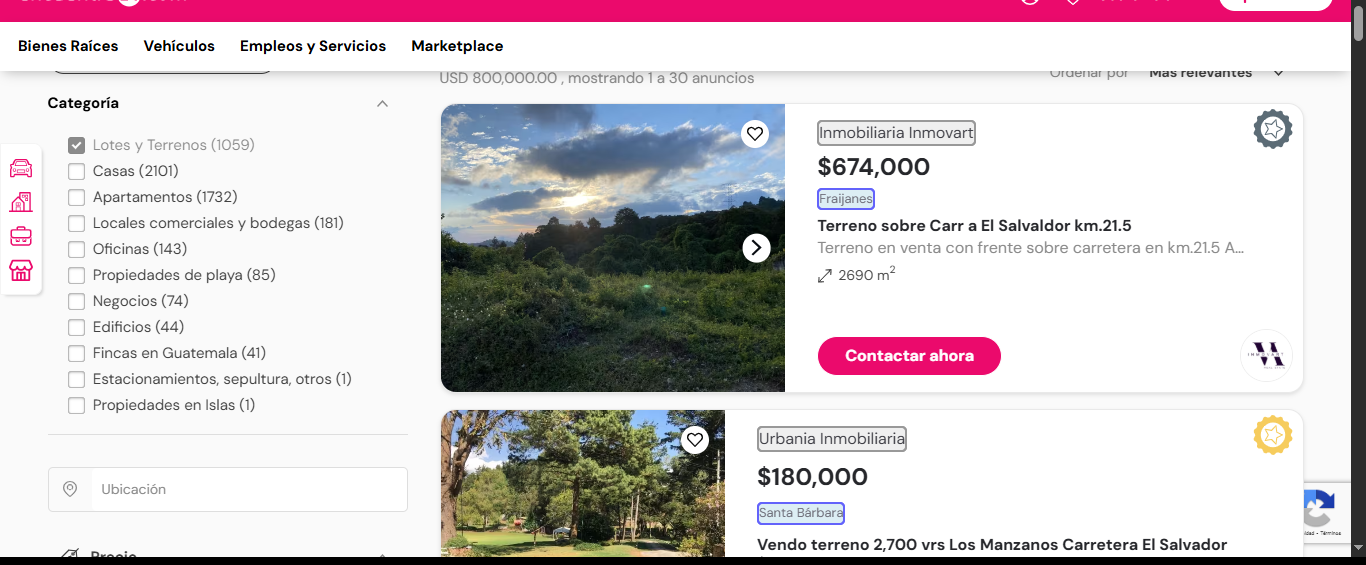 Bienes Raíces
Vehículos
Empleos y Servicios
Marketplace
USD 800,000.00 , mostrando 1 a 30 anuncios
Ordenar por
Más relevantes
Categoría
Lotes y Terrenos (1059)
Casas (2101)
Apartamentos (1732)
Locales comerciales y bodegas (181)
Oficinas (143)
Propiedades de playa (85)
Negocios (74)
Edificios (44)
Fincas en Guatemala (41)
Estacionamientos, sepultura, otros (1)
Propiedades en Islas (1)
Ubicación
Precio
Inmobiliaria Inmovart
$674,000
Fraijanes
Terreno sobre Carr a El Salvaldor km.21.5
Terreno en venta con frente sobre carretera en km.21.5 A...
2690 m2
Contactar ahora
INMOVART
Urbania Inmobiliaria
$180,000
Santa Bárbara
Vendo terreno 2,700 vrs Los Manzanos Carretera El Salvador
Términos